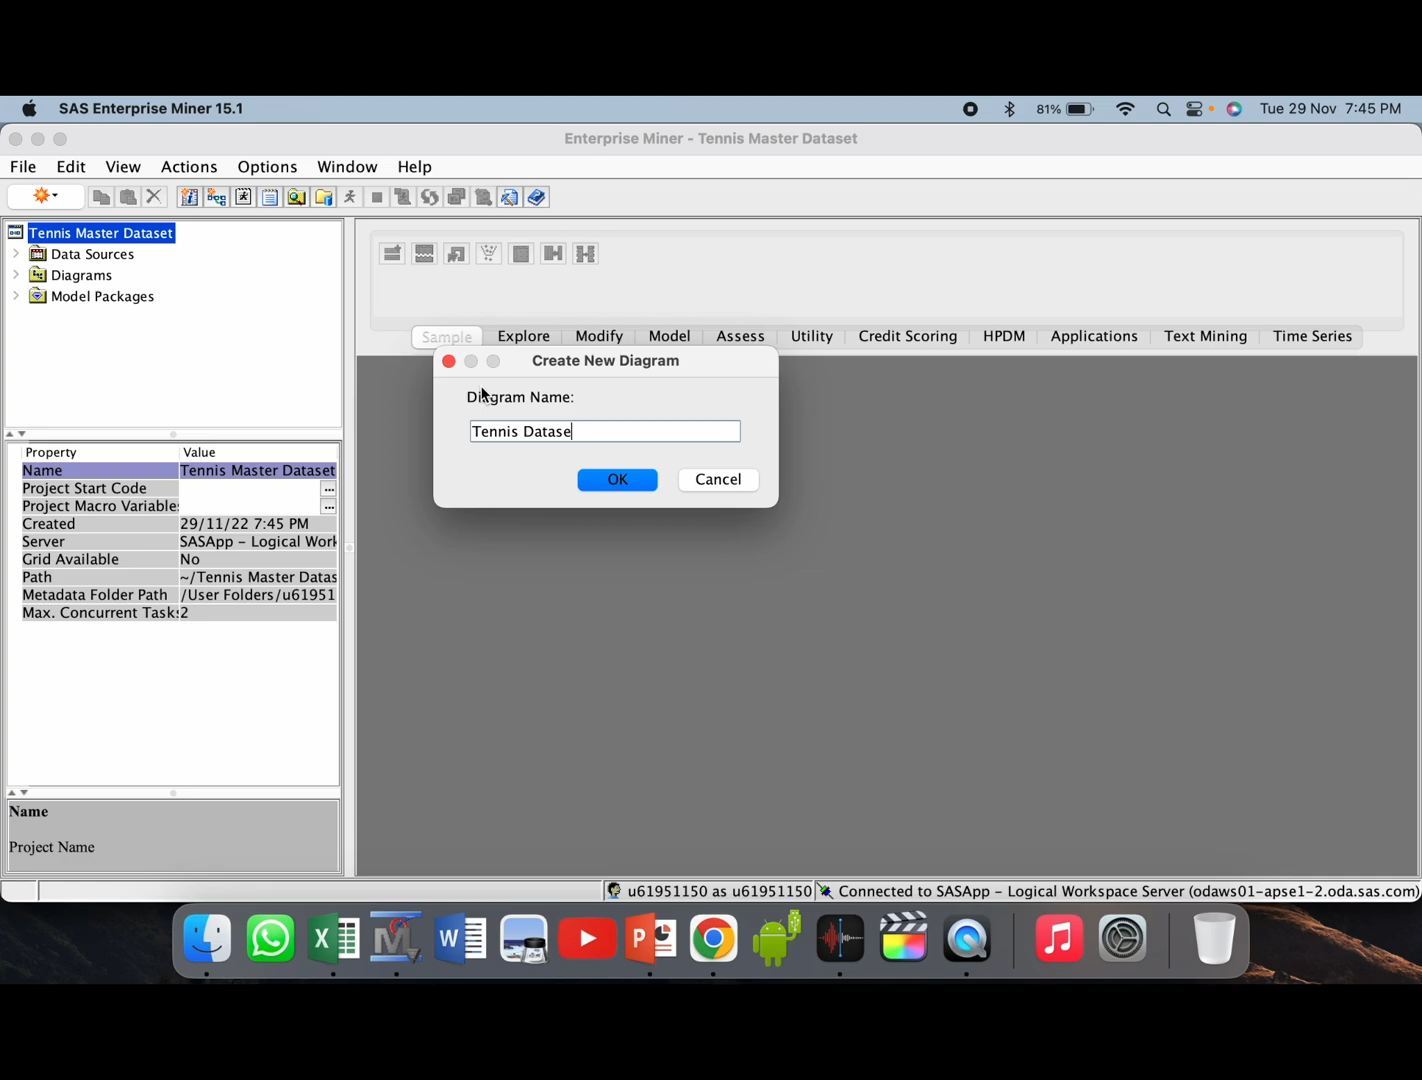 SAS Enterprise Miner 15.1
81%
Tue 29 Nov 7:45 PM
Enterprise Miner - Tennis Master Dataset
File Edit View Actions Options Window Help
Tennis Master Dataset
Data Sources
Diagrams
Model Packages
Sample Explore Modify Model Assess Utility Credit Scoring HPDM Applications Text Mining Time Series
Create New Diagram
Diagram Name:
Tennis Datase
OK Cancel
Property Value
Name Tennis Master Dataset
Project Start Code ...
Project Macro Variables ...
Created 29/11/22 7:45 PM
Server SASApp - Logical Work
Grid Available No
Path ~/Tennis Master Datas
Metadata Folder Path /User Folders/u61951
Max. Concurrent Tasks 2
Name
Project Name
u61951150 as u61951150 Connected to SASApp - Logical Workspace Server (odaws01-apse1-2.oda.sas.com)